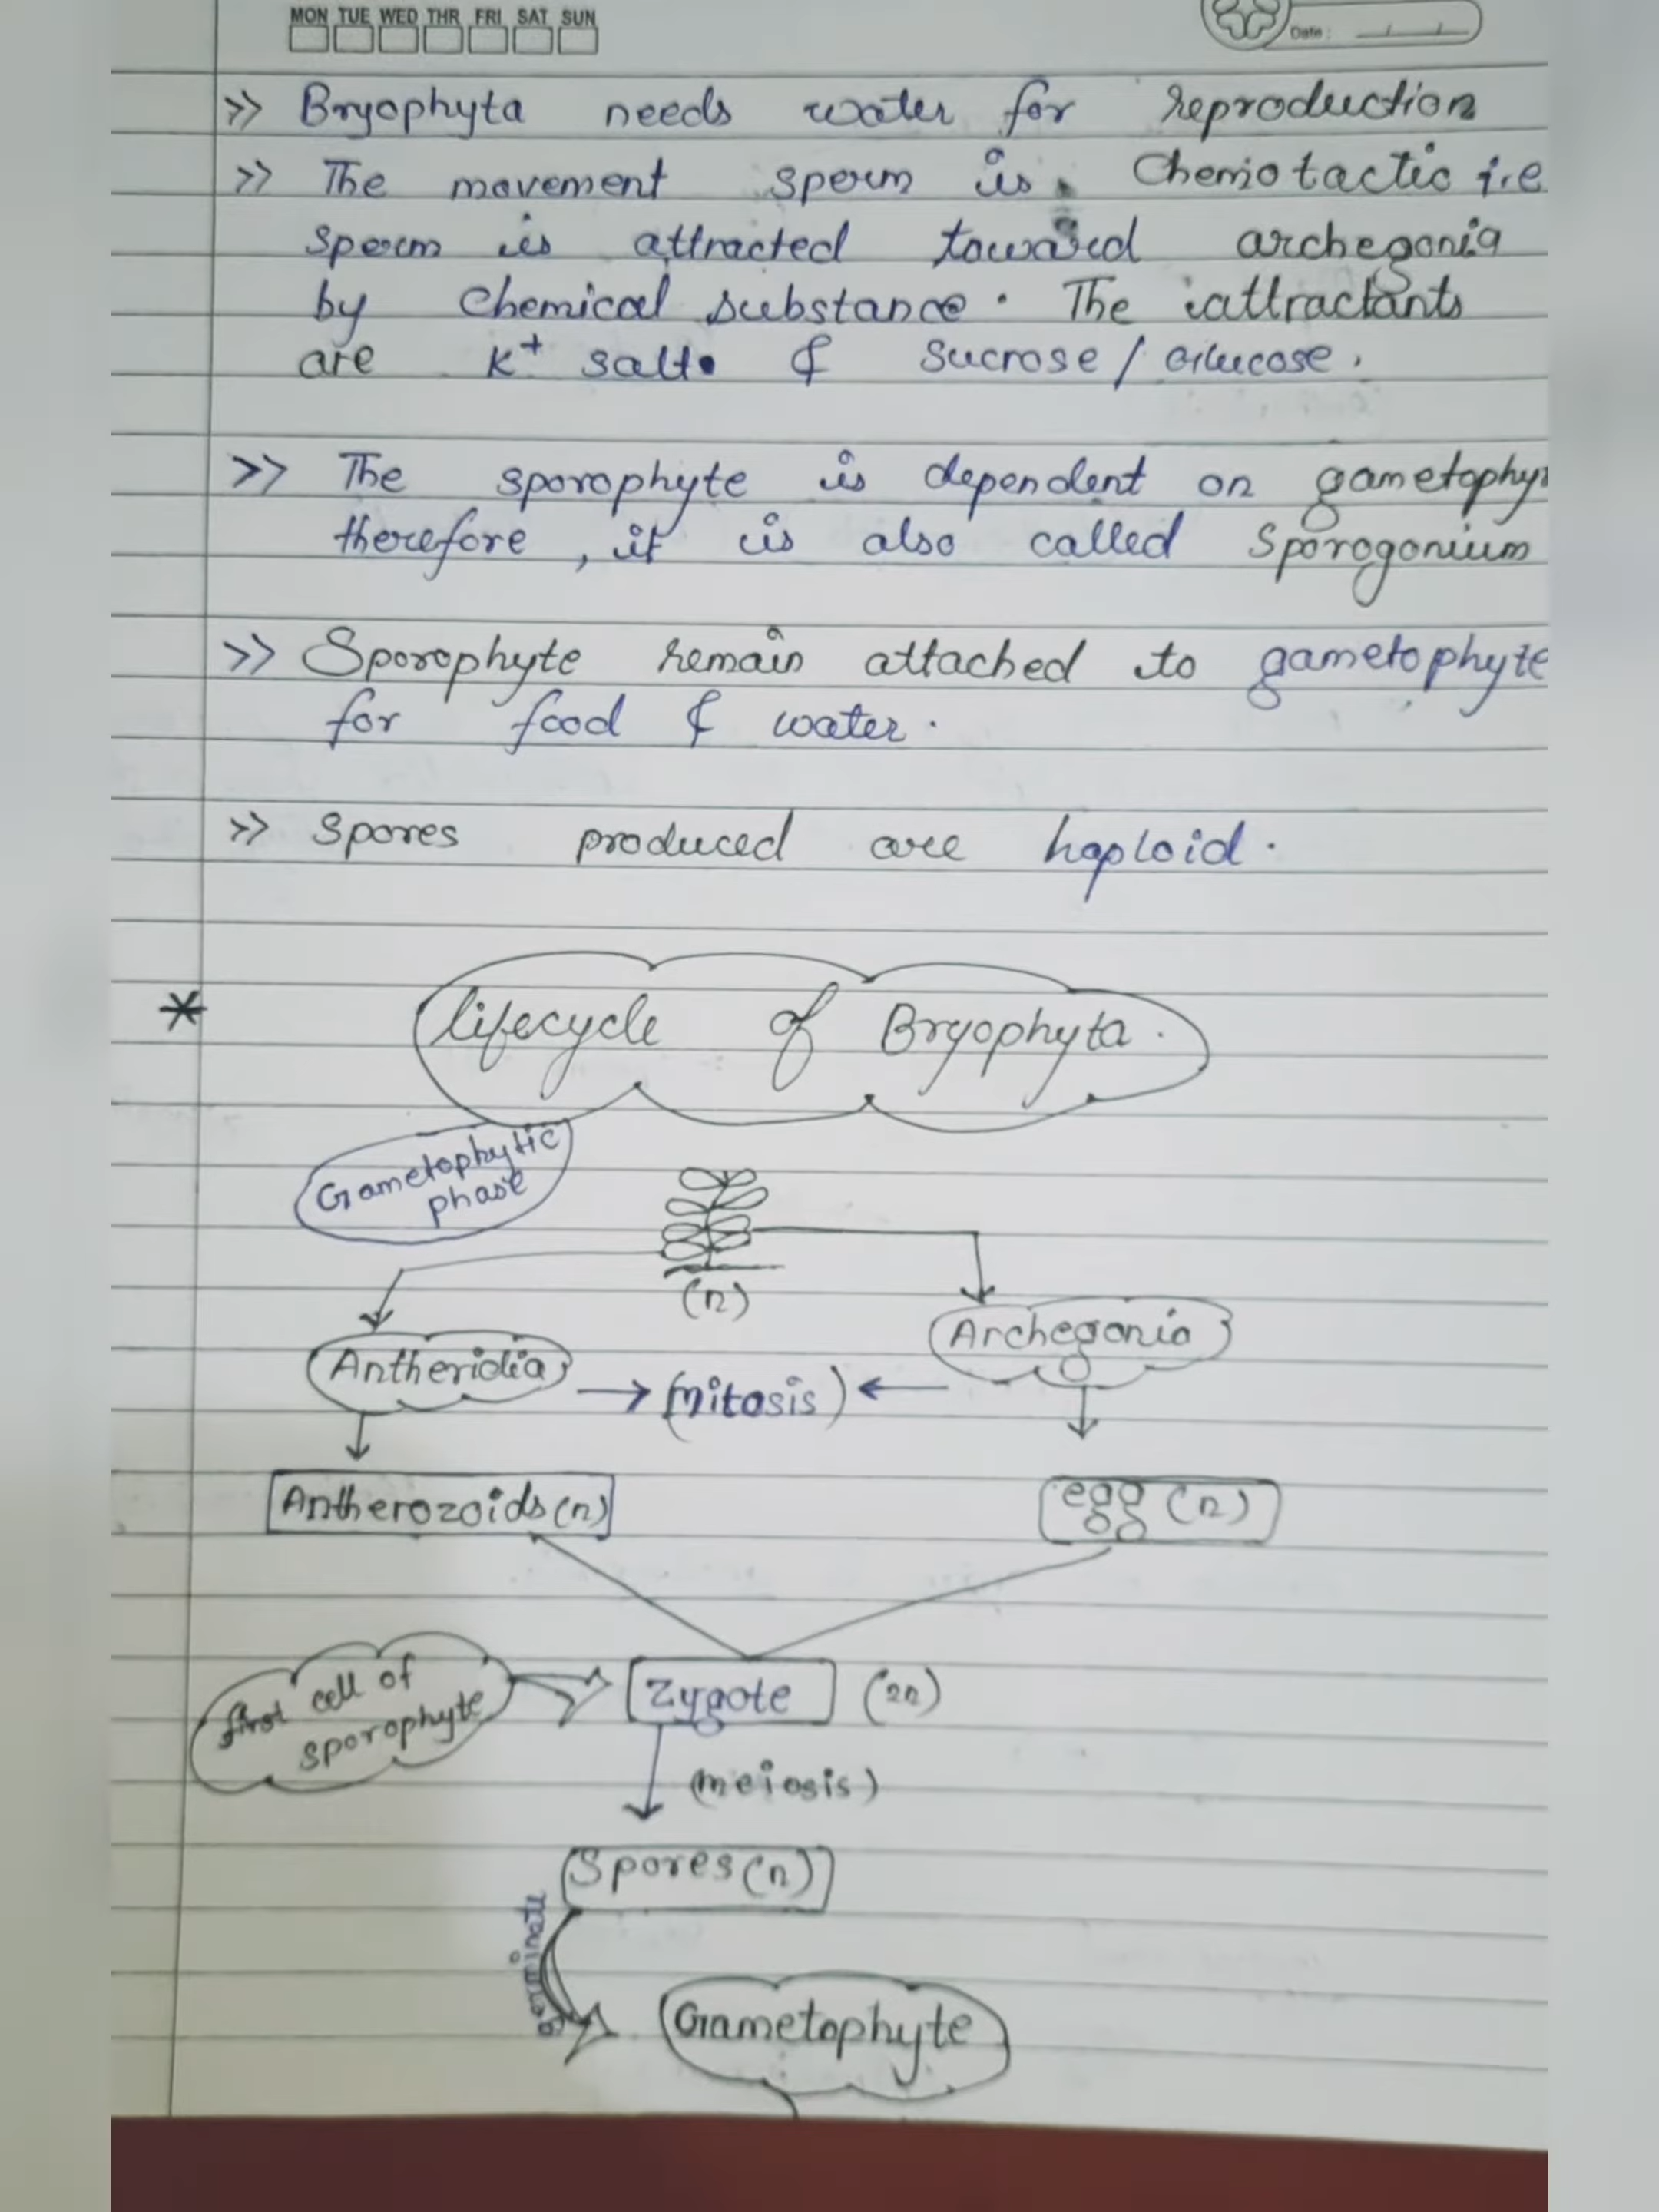 MON TUE WED THR FRI SAT SUN
Date :
>> Bryophyta needs water for reproduction
>> The movement sperm is Chemotactic i.e
sperm is attracted toward archegonia
by chemical substance. The attractants
are K+ salt & sucrose / Glucose.
>> The sporophyte is dependent on gametophy
therefore, it is also called Sporogonium
>> Sporophyte remain attached to gametophyte
for food & water.
>> Spores produced are haploid.
* lifecycle of Bryophyta.
Gametophytic
phase
(n)
Archegonia
Antheridia
→ (mitosis) ←
Antherozoids (n)
egg (n)
first cell of
sporophyte
Zygote (2n)
(meiosis)
Spores (n)
Germinate
Gametophyte